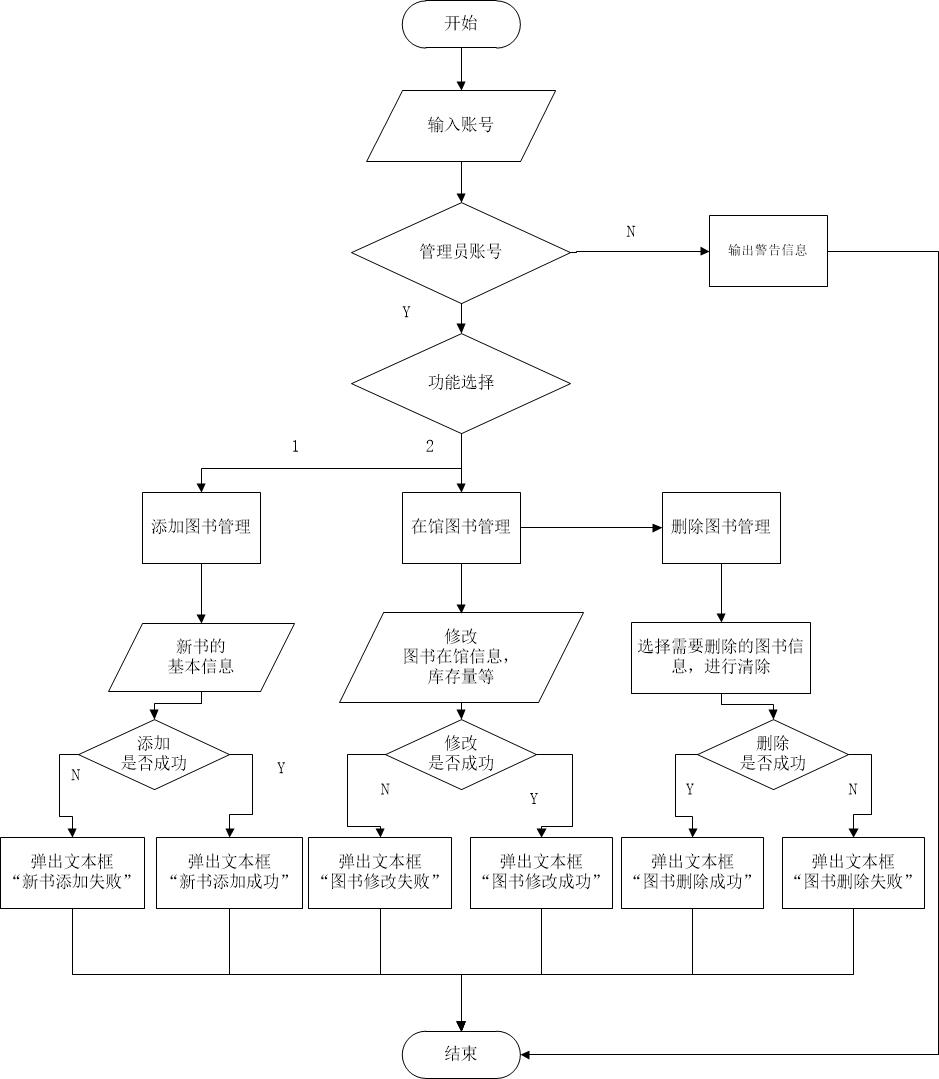 开始
输入账号
管理员账号
N
输出警告信息
Y
功能选择
1
2
添加图书管理
在馆图书管理
删除图书管理
新书的
基本信息
修改
图书在馆信息，
库存量等
选择需要删除的图书信
息，进行清除
添加
是否成功
N
Y
修改
是否成功
N
Y
删除
是否成功
Y
N
弹出文本框
“新书添加失败”
弹出文本框
“新书添加成功”
弹出文本框
“图书修改失败”
弹出文本框
“图书修改成功”
弹出文本框
“图书删除成功”
弹出文本框
“图书删除失败”
结束